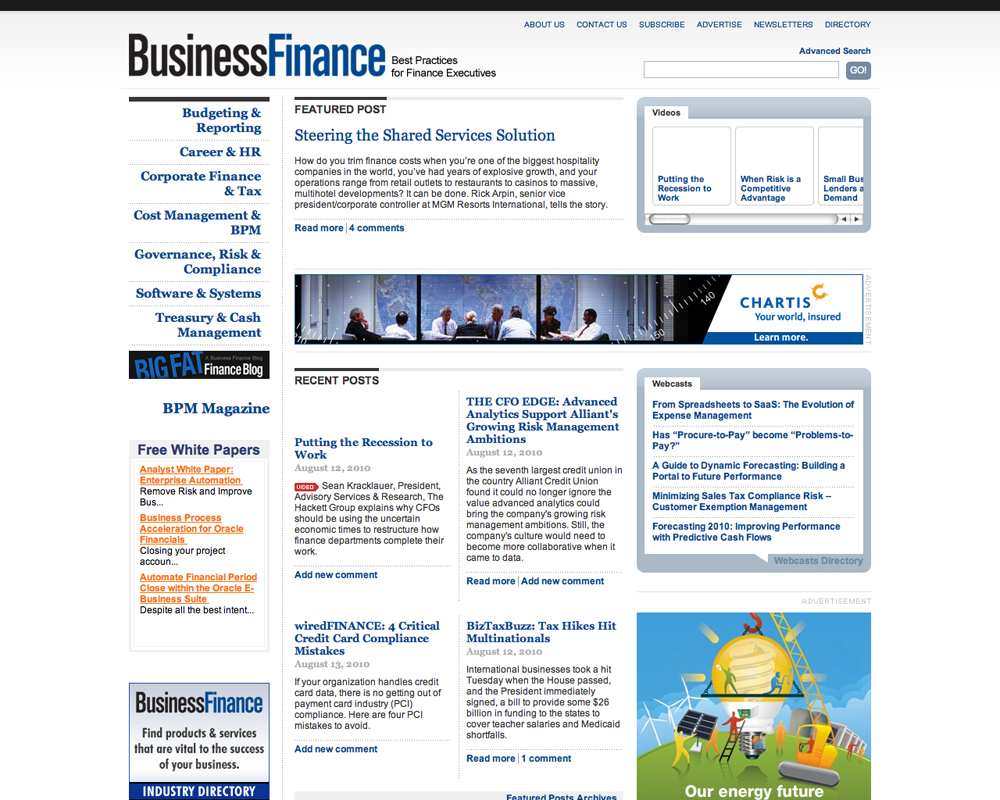 ABOUT US CONTACT US SUBSCRIBE ADVERTISE NEWSLETTERS DIRECTORY
BusinessFinance
Best Practices
for Finance Executives
Advanced Search
GO!
Budgeting &
Reporting
Career & HR
Corporate Finance
& Tax
Cost Management &
BPM
Governance, Risk &
Compliance
Software & Systems
Treasury & Cash
Management
BIG FAT
A Business Finance Blog
Finance Blog
BPM Magazine
Free White Papers
Analyst White Paper:
Enterprise Automation
Remove Risk and Improve
Bus...
Business Process
Acceleration for Oracle
Financials
Closing your project
accoun...
Automate Financial Period
Close within the Oracle E-
Business Suite
Despite all the best intent...
BusinessFinance
Find products & services
that are vital to the success
of your business.
INDUSTRY DIRECTORY
FEATURED POST
Steering the Shared Services Solution
How do you trim finance costs when you're one of the biggest hospitality
companies in the world, you've had years of explosive growth, and your
operations range from retail outlets to restaurants to casinos to massive,
multihotel developments? It can be done. Rick Arpin, senior vice
president/corporate controller at MGM Resorts International, tells the story.
Read more | 4 comments
Videos
Putting the
Recession to
Work
When Risk is a
Competitive
Advantage
Small Bus
Lenders a
Demand
140
150
CHARTIS
Your world, insured
Learn more.
ADVERTISEMENT
RECENT POSTS
Putting the Recession to
Work
August 12, 2010
VIDEO Sean Kracklauer, President,
Advisory Services & Research, The
Hackett Group explains why CFOs
should be using the uncertain
economic times to restructure how
finance departments complete their
work.
Add new comment
THE CFO EDGE: Advanced
Analytics Support Alliant's
Growing Risk Management
Ambitions
August 12, 2010
As the seventh largest credit union in
the country Alliant Credit Union
found it could no longer ignore the
value advanced analytics could
bring the company's growing risk
management ambitions. Still, the
company's culture would need to
become more collaborative when it
came to data.
Read more | Add new comment
wiredFINANCE: 4 Critical
Credit Card Compliance
Mistakes
August 13, 2010
If your organization handles credit
card data, there is no getting out of
payment card industry (PCI)
compliance. Here are four PCI
mistakes to avoid.
Add new comment
BizTaxBuzz: Tax Hikes Hit
Multinationals
August 12, 2010
International businesses took a hit
Tuesday when the House passed,
and the President immediately
signed, a bill to provide some $26
billion in funding to the states to
cover teacher salaries and Medicaid
shortfalls.
Read more | 1 comment
Featured Posts Archives
Webcasts
From Spreadsheets to SaaS: The Evolution of
Expense Management
Has “Procure-to-Pay” become “Problems-to-
Pay?”
A Guide to Dynamic Forecasting: Building a
Portal to Future Performance
Minimizing Sales Tax Compliance Risk –
Customer Exemption Management
Forecasting 2010: Improving Performance
with Predictive Cash Flows
Webcasts Directory
ADVERTISEMENT
Our energy future